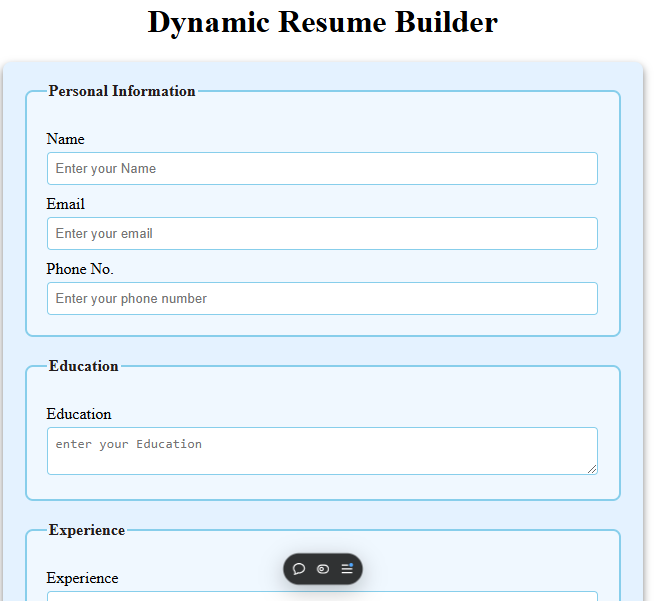 Dynamic Resume Builder
Personal Information
Name
Enter your Name
Email
Enter your email
Phone No.
Enter your phone number
Education
Education
enter your Education
Experience
Experience